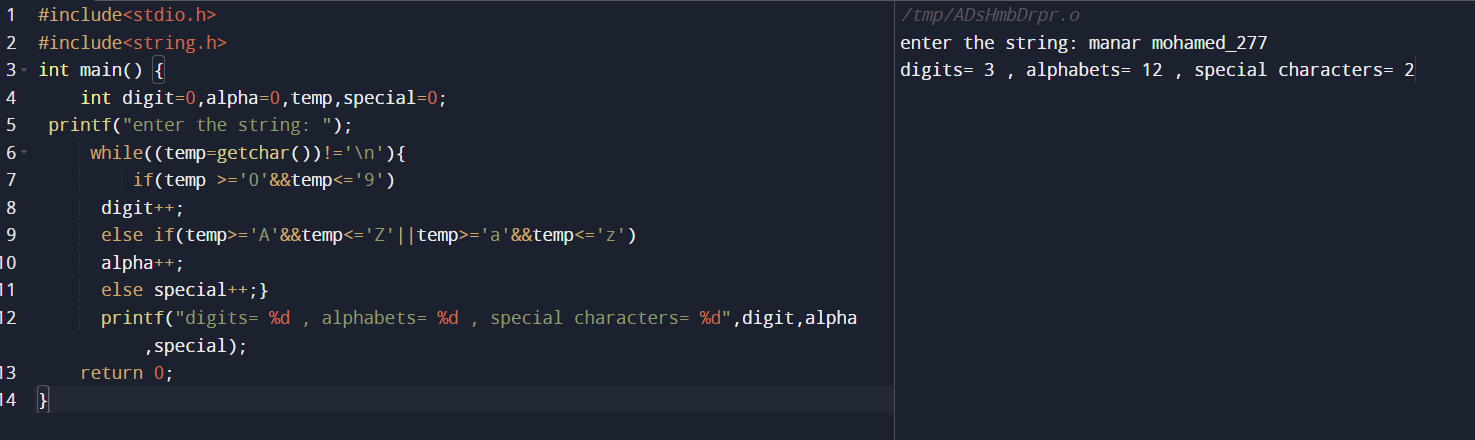 1 #include<stdio.h>
2 #include<string.h>
3 int main() {
4 int digit=0,alpha=0,temp,special=0;
5 printf("enter the string: ");
6 while((temp=getchar())!='\n'){
7 if(temp >='0'&&temp<='9')
8 digit++;
9 else if(temp>='A'&&temp<='Z'||temp>='a'&&temp<='z')
10 alpha++;
11 else special++;}
12 printf("digits= %d , alphabets= %d , special characters= %d",digit,alpha
,special);
13 return 0;
14 }
/tmp/ADsHmbDrpr.o
enter the string: manar mohamed_277
digits= 3 , alphabets= 12 , special characters= 2